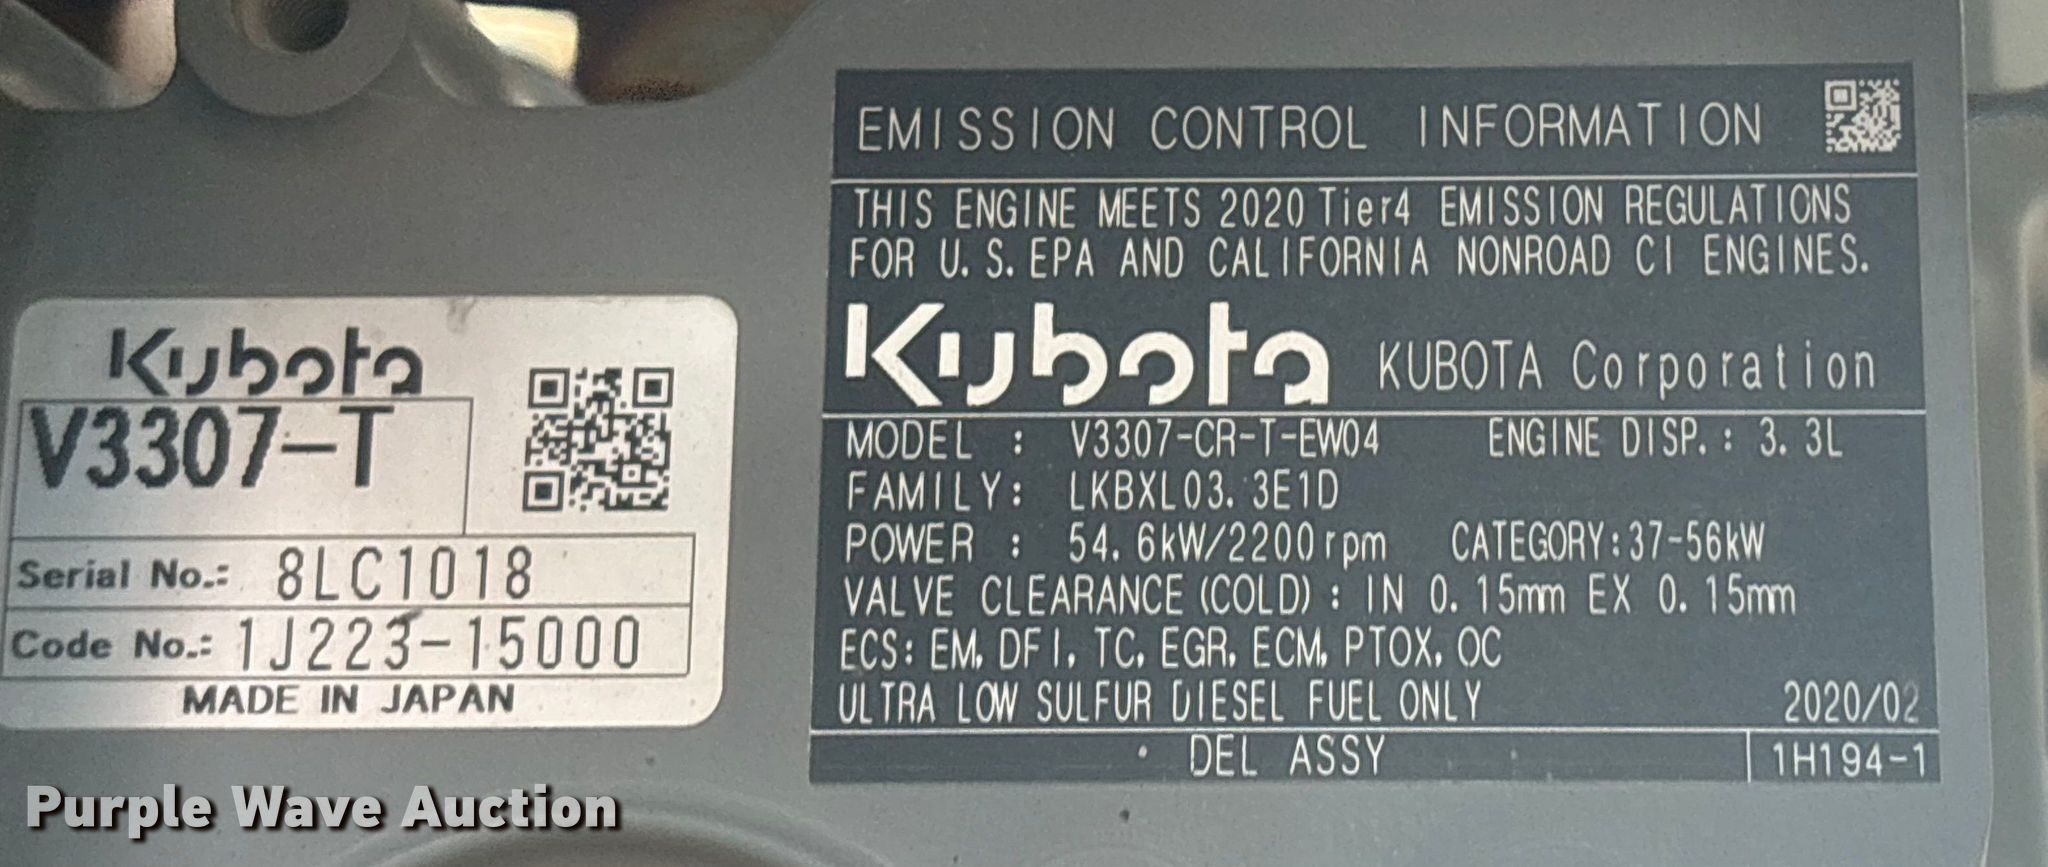 Kubota
V3307-T
Serial No.: 8LC1018
Code No.: 1J223-15000
MADE IN JAPAN
EMISSION CONTROL INFORMATION
THIS ENGINE MEETS 2020 Tier4 EMISSION REGULATIONS
FOR U.S.EPA AND CALIFORNIA NONROAD CI ENGINES.
Kubota KUBOTA Corporation
MODEL : V3307-CR-T-EW04 ENGINE DISP.: 3.3L
FAMILY: LKBXL03.3E1D
POWER : 54.6kW/2200rpm CATEGORY:37-56kW
VALVE CLEARANCE(COLD): IN 0.15mm EX 0.15mm
ECS: EM, DFI, TC, EGR, ECM, PTOX, OC
ULTRA LOW SULFUR DIESEL FUEL ONLY 2020/02
DEL ASSY 1H194-1
Purple Wave Auction